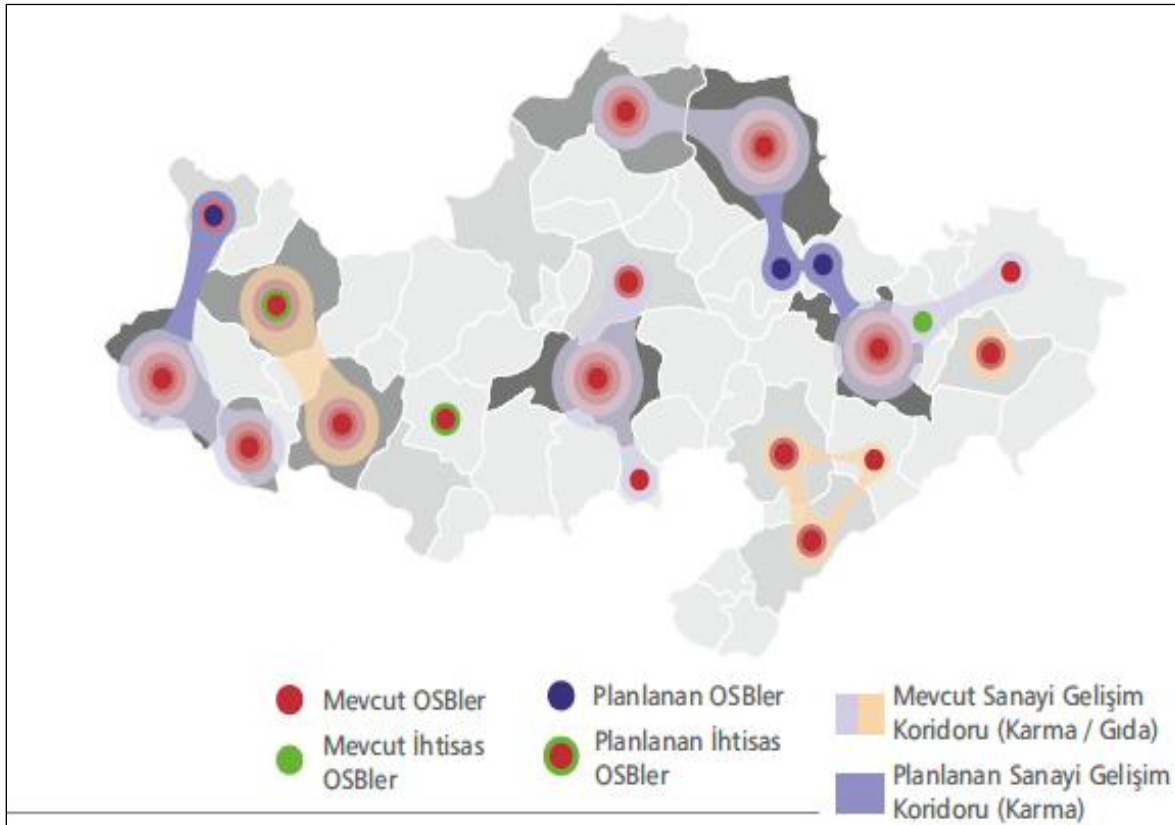 Mevcut OSBler
Mevcut İhtisas
OSBler
Planlanan OSBler
Planlanan İhtisas
OSBler
Mevcut Sanayi Gelişim
Koridoru (Karma / Gıda)
Planlanan Sanayi Gelişim
Koridoru (Karma)